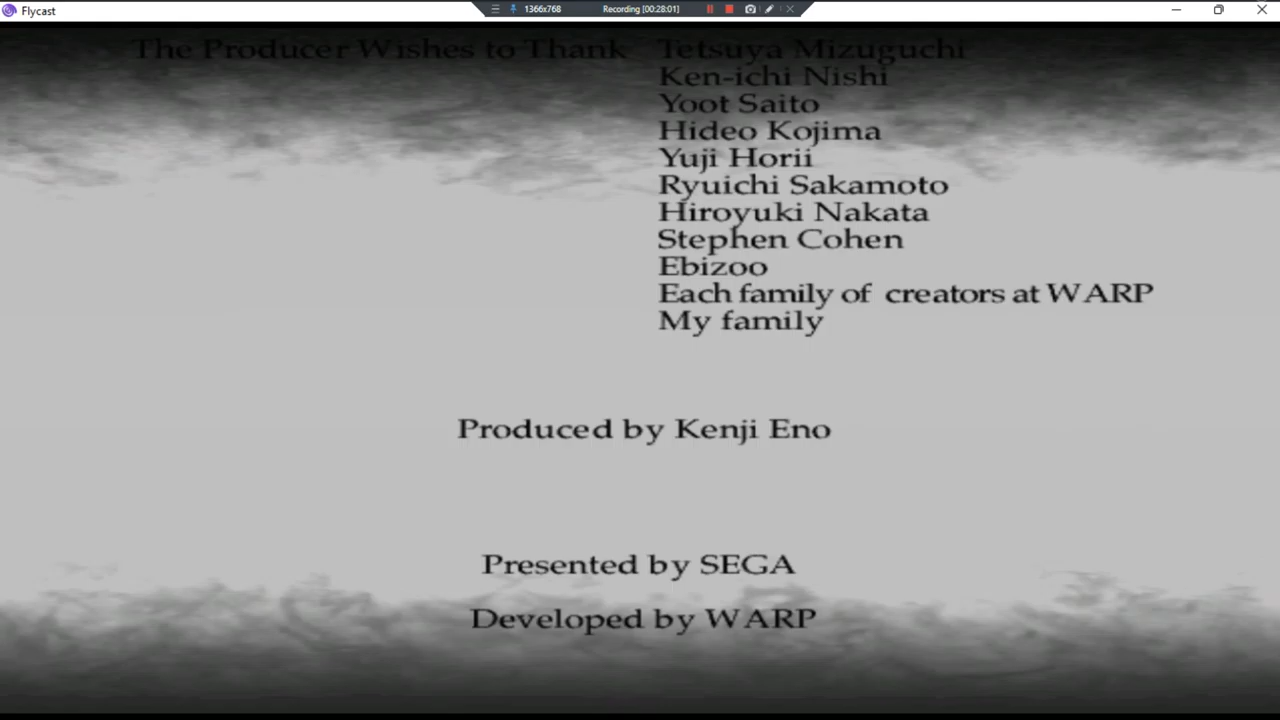 Flycast
1366x768
Recording [00:28:01]
The Producer Wishes to Thank Tetsuya Mizuguchi
Ken-ichi Nishi
Yoot Saito
Hideo Kojima
Yuji Horii
Ryuichi Sakamoto
Hiroyuki Nakata
Stephen Cohen
Ebizoo
Each family of creators at WARP
My family
Produced by Kenji Eno
Presented by SEGA
Developed by WARP